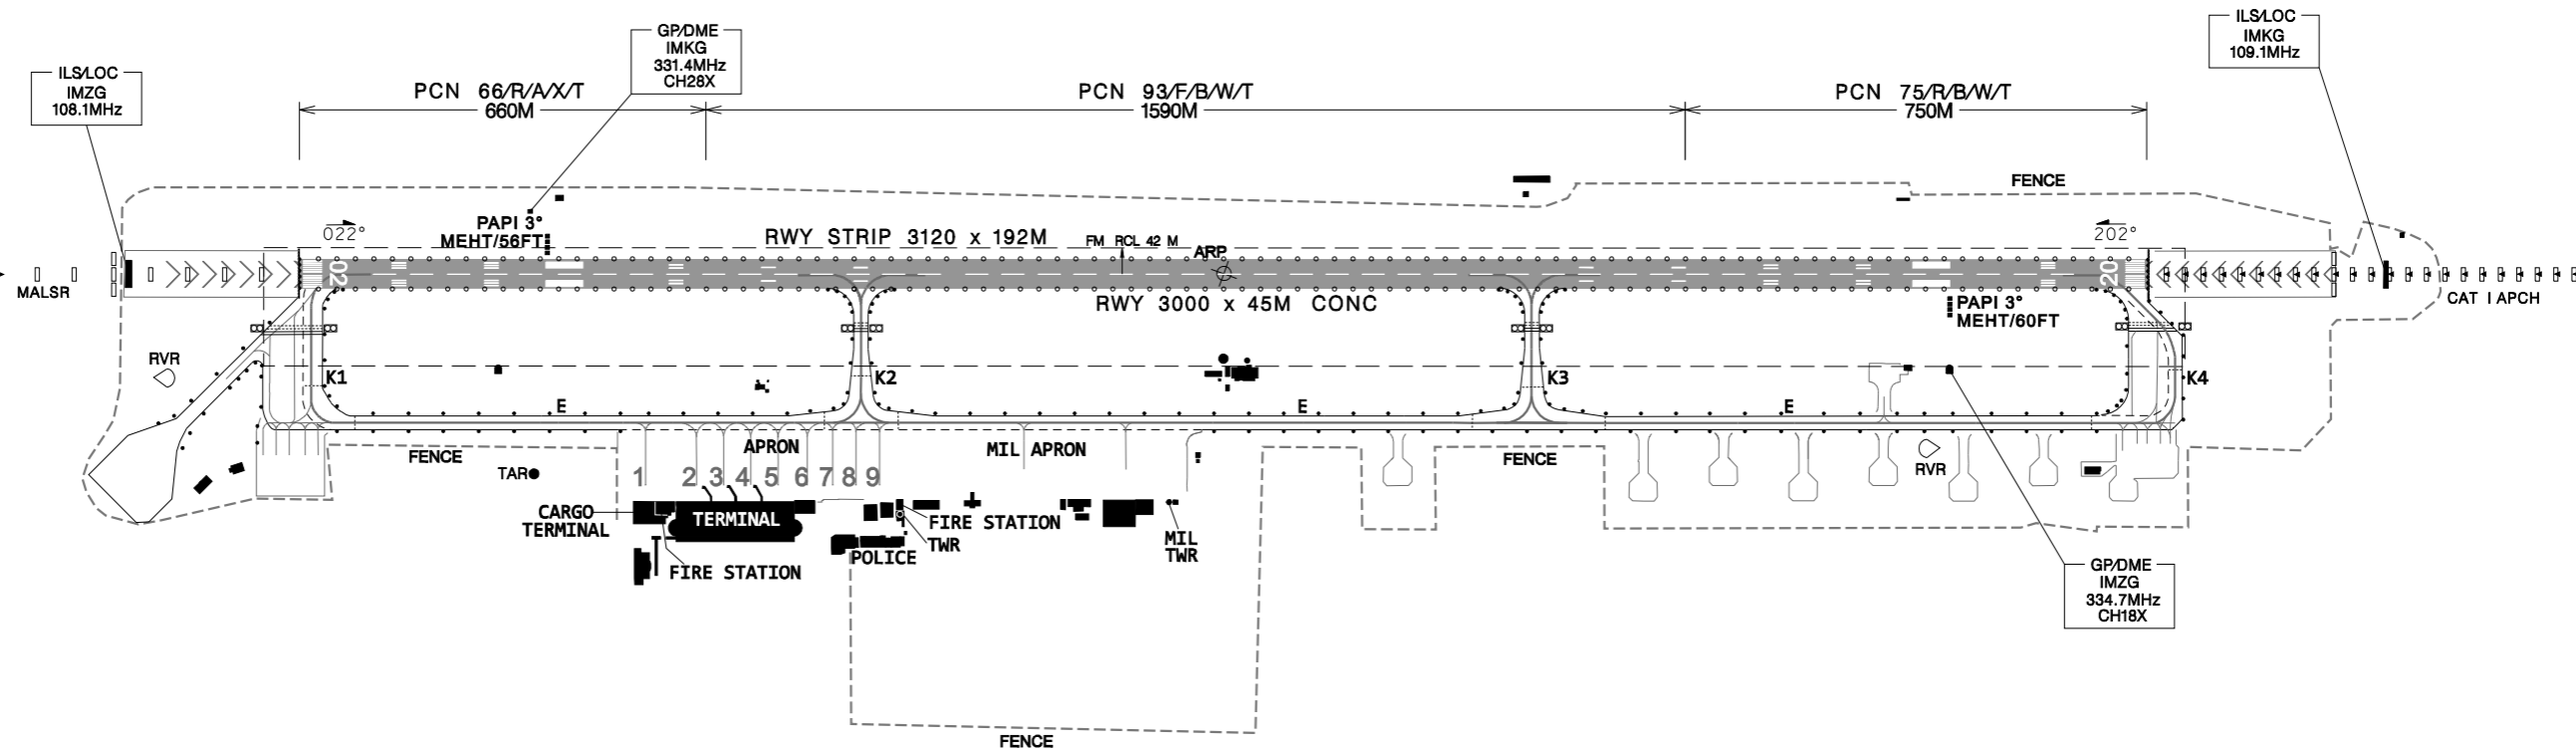 ILS/LOC
IMKG
109.1MHz
GP/DME
IMKG
331.4MHz
CH28X
ILS/LOC
IMZG
108.1MHz
PCN 66/R/A/X/T
660M
PCN 93/F/B/W/T
1590M
PCN 75/R/B/W/T
750M
FENCE
022°
PAPI 3°
MEHT/56FT
RWY STRIP 3120 x 192M
FM RCL 42 M
ARP
202°
MALSR
02
20
RWY 3000 x 45M CONC
PAPI 3°
MEHT/60FT
CAT I APCH
RVR
K1
K2
K3
K4
E
E
E
FENCE
TAR
APRON
MIL APRON
FENCE
RVR
1
2
3
4
5
6
7
8
9
CARGO
TERMINAL
TERMINAL
FIRE STATION
TWR
POLICE
FIRE STATION
MIL
TWR
GP/DME
IMZG
334.7MHz
CH18X
FENCE